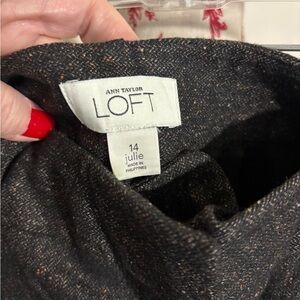 ANN TAYLOR
LOFT
14
julie
MADE IN
PHILIPPINES